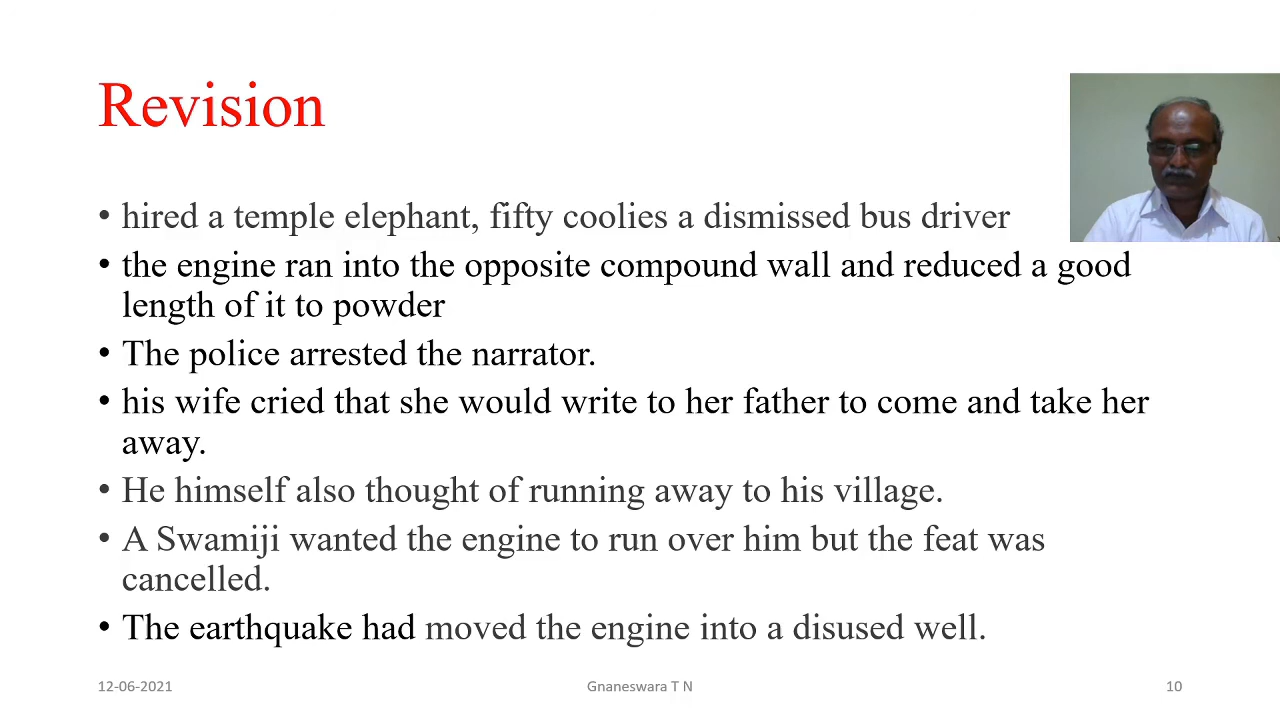 Revision
• hired a temple elephant, fifty coolies a dismissed bus driver
• the engine ran into the opposite compound wall and reduced a good
length of it to powder
• The police arrested the narrator.
• his wife cried that she would write to her father to come and take her
away.
• He himself also thought of running away to his village.
• A Swamiji wanted the engine to run over him but the feat was
cancelled.
• The earthquake had moved the engine into a disused well.
12-06-2021 Gnaneswara T N 10